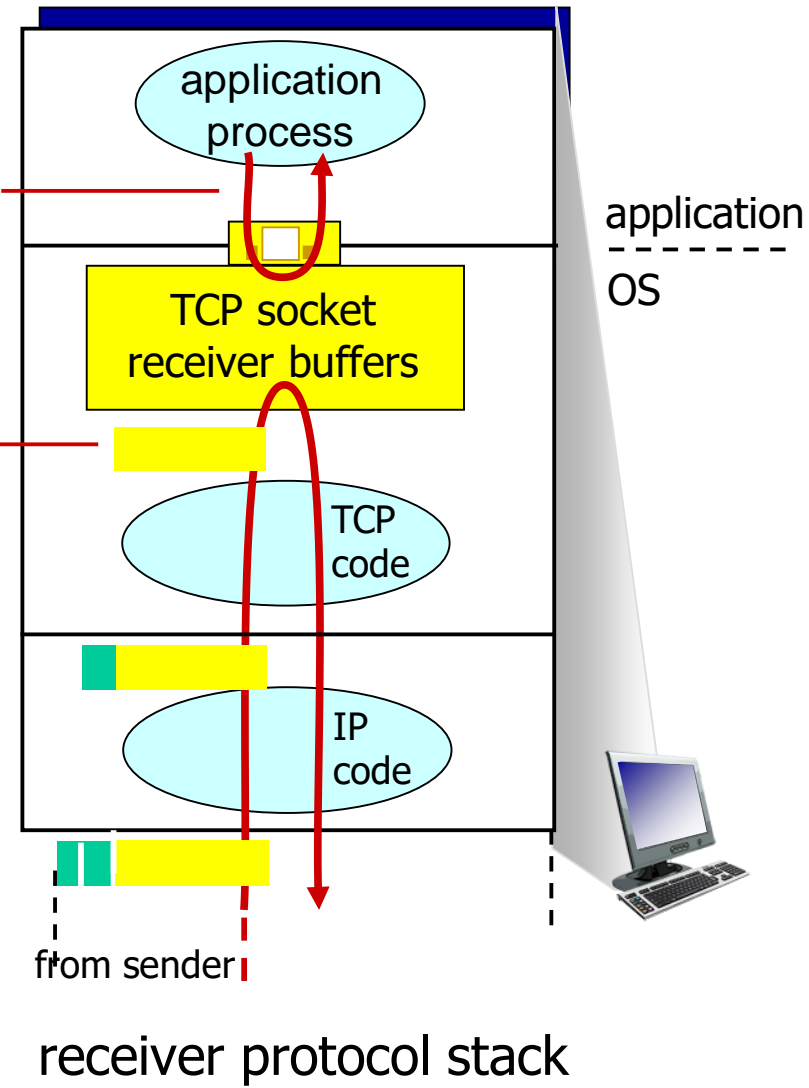 application
process
application
OS
TCP socket
receiver buffers
TCP
code
IP
code
from sender
receiver protocol stack